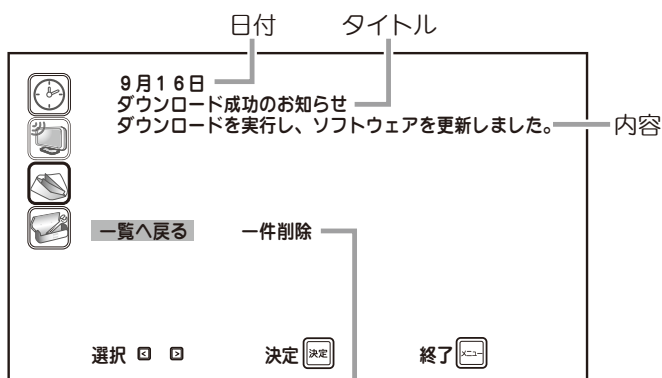 日付 タイトル
9月16日
ダウンロード成功のお知らせ
ダウンロードを実行し、ソフトウェアを更新しました。 内容
一覧へ戻る 一件削除
選択 決定 決定 終了 メニュー